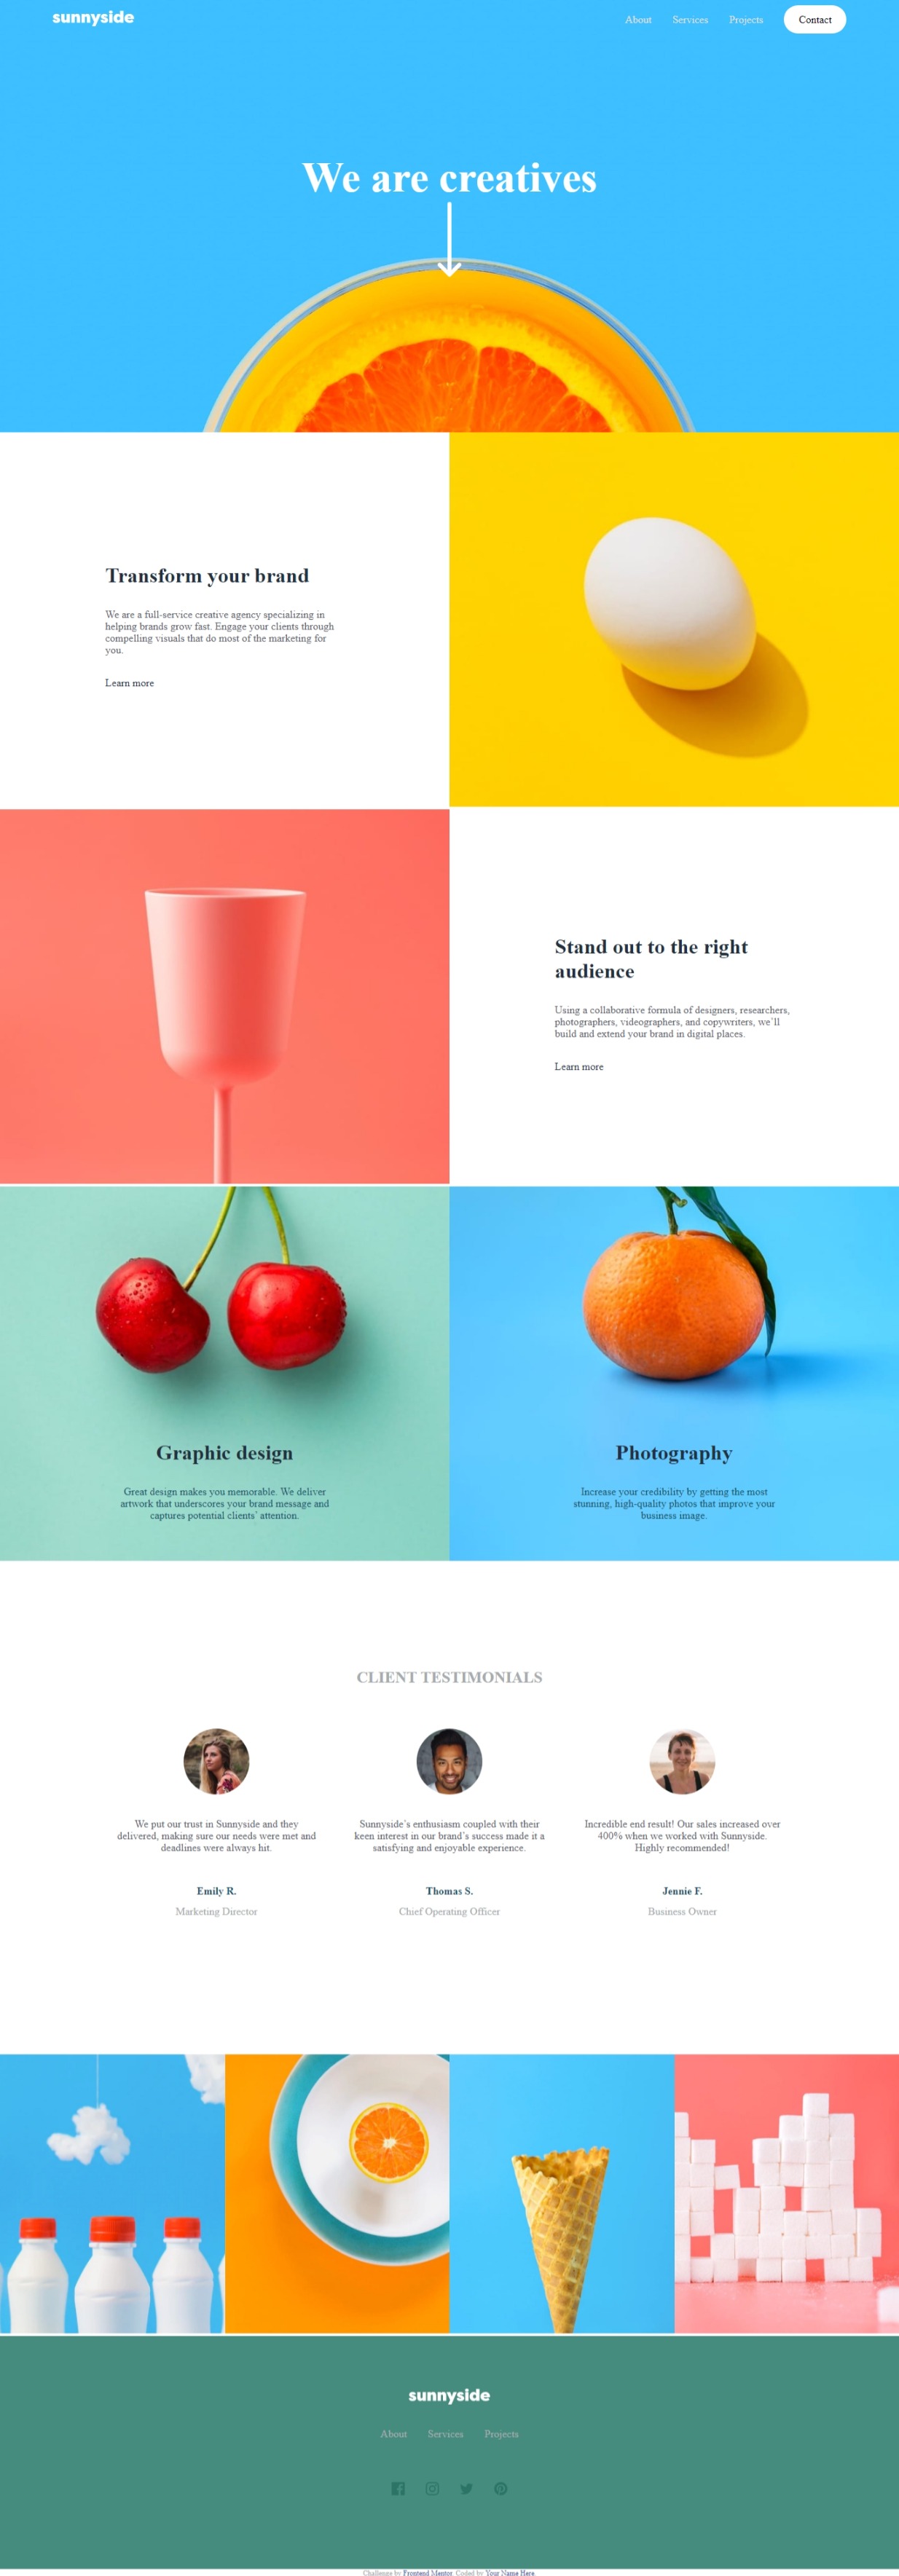 sunnyside
About Services Projects Contact
We are creatives
Transform your brand
We are a full-service creative agency specializing in
helping brands grow fast. Engage your clients through
compelling visuals that do most of the marketing for
you.
Learn more
Stand out to the right
audience
Using a collaborative formula of designers, researchers,
photographers, videographers, and copywriters, we’ll
build and extend your brand in digital places.
Learn more
Graphic design
Great design makes you memorable. We deliver
artwork that underscores your brand message and
captures potential clients’ attention.
Photography
Increase your credibility by getting the most
stunning, high-quality photos that improve your
business image.
CLIENT TESTIMONIALS
We put our trust in Sunnyside and they
delivered, making sure our needs were met and
deadlines were always hit.
Emily R.
Marketing Director
Sunnyside’s enthusiasm coupled with their
keen interest in our brand’s success made it a
satisfying and enjoyable experience.
Thomas S.
Chief Operating Officer
Incredible end result! Our sales increased over
400% when we worked with Sunnyside.
Highly recommended!
Jennie F.
Business Owner
sunnyside
About Services Projects
Challenge by Frontend Mentor. Coded by Your Name Here.